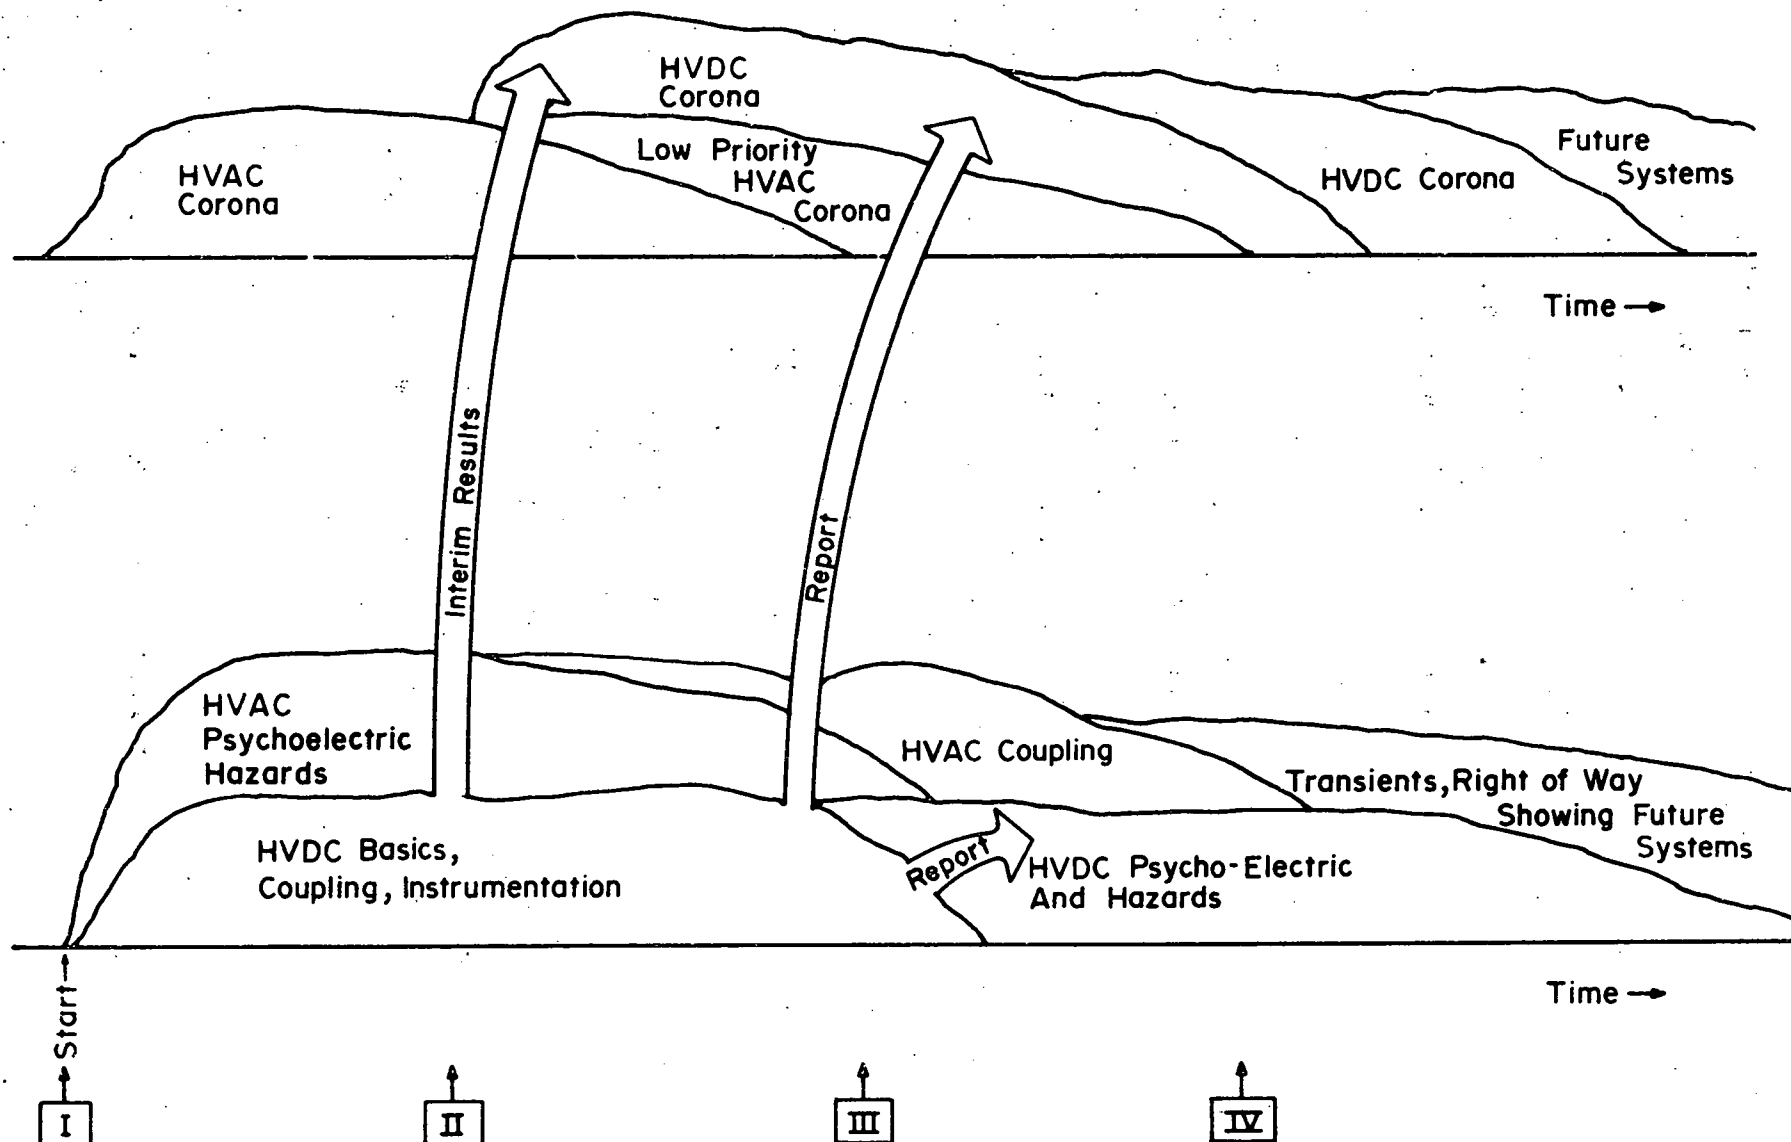 HVDC
Corona
HVAC
Corona
Low Priority
HVAC
Corona
HVDC Corona
Future
Systems
Time
Interim Results
Report
HVAC
Psychoelectric
Hazards
HVAC Coupling
Transients, Right of Way
Showing Future
Systems
HVDC Basics,
Coupling, Instrumentation
Report
HVDC Psycho-Electric
And Hazards
Time
Start
I
II
III
IV